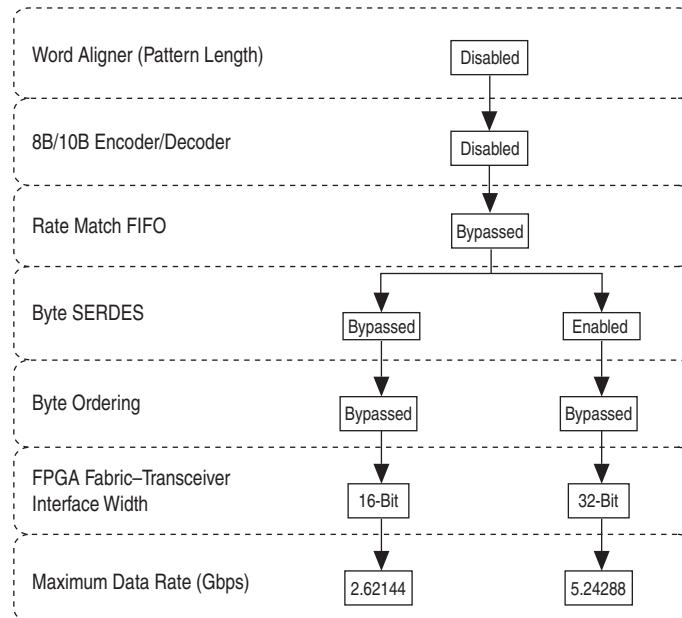 Word Aligner (Pattern Length)
Disabled
8B/10B Encoder/Decoder
Disabled
Rate Match FIFO
Bypassed
Byte SERDES
Bypassed
Enabled
Byte Ordering
Bypassed
Bypassed
FPGA Fabric–Transceiver
Interface Width
16-Bit
32-Bit
Maximum Data Rate (Gbps)
2.62144
5.24288